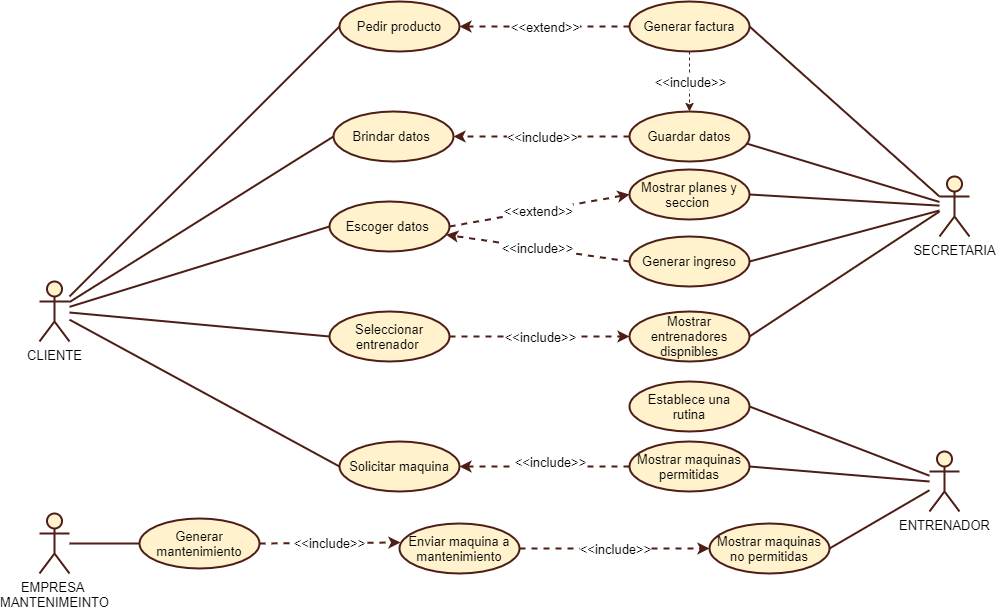 Pedir producto
<<extend>>
Generar factura
<<include>>
Brindar datos
<<include>>
Guardar datos
Mostrar planes y
seccion
<<extend>>
Escoger datos
<<include>>
Generar ingreso
SECRETARIA
CLIENTE
Seleccionar
entrenador
<<include>>
Mostrar
entrenadores
dispnibles
Establece una
rutina
Solicitar maquina
<<include>>
Mostrar maquinas
permitidas
ENTRENADOR
Generar
mantenimiento
<<include>>
Enviar maquina a
mantenimiento
<<include>>
Mostrar maquinas
no permitidas
EMPRESA
MANTENIMEINTO